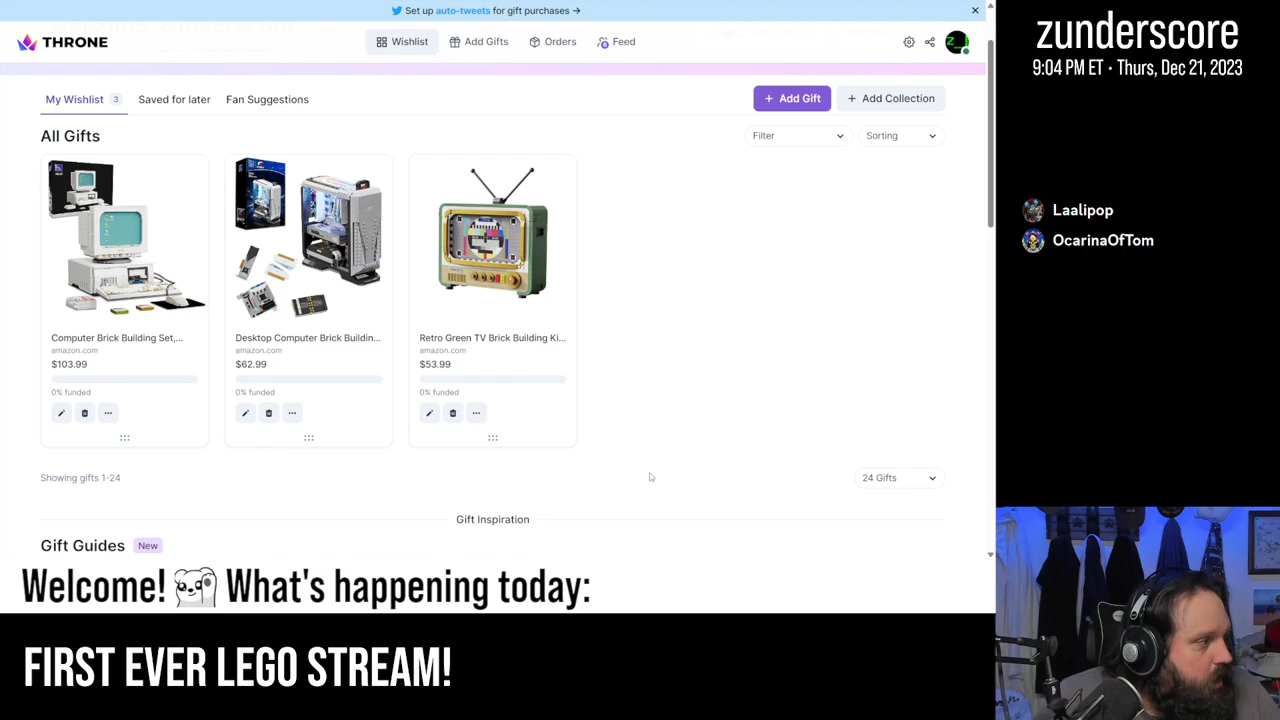 Set up auto-tweets for gift purchases →
THRONE
Wishlist
Add Gifts
Orders
Feed
zunderscore
9:04 PM ET • Thurs, Dec 21, 2023
My Wishlist 3
Saved for later
Fan Suggestions
+ Add Gift
+ Add Collection
All Gifts
Filter
Sorting
Computer Brick Building Set,...
amazon.com
$103.99
0% funded
Desktop Computer Brick Buildin...
amazon.com
$62.99
0% funded
Retro Green TV Brick Building Ki...
amazon.com
$53.99
0% funded
Laalipop
OcarinaOfTom
Showing gifts 1-24
24 Gifts
Gift Inspiration
Gift Guides New
Welcome! What's happening today:
FIRST EVER LEGO STREAM!